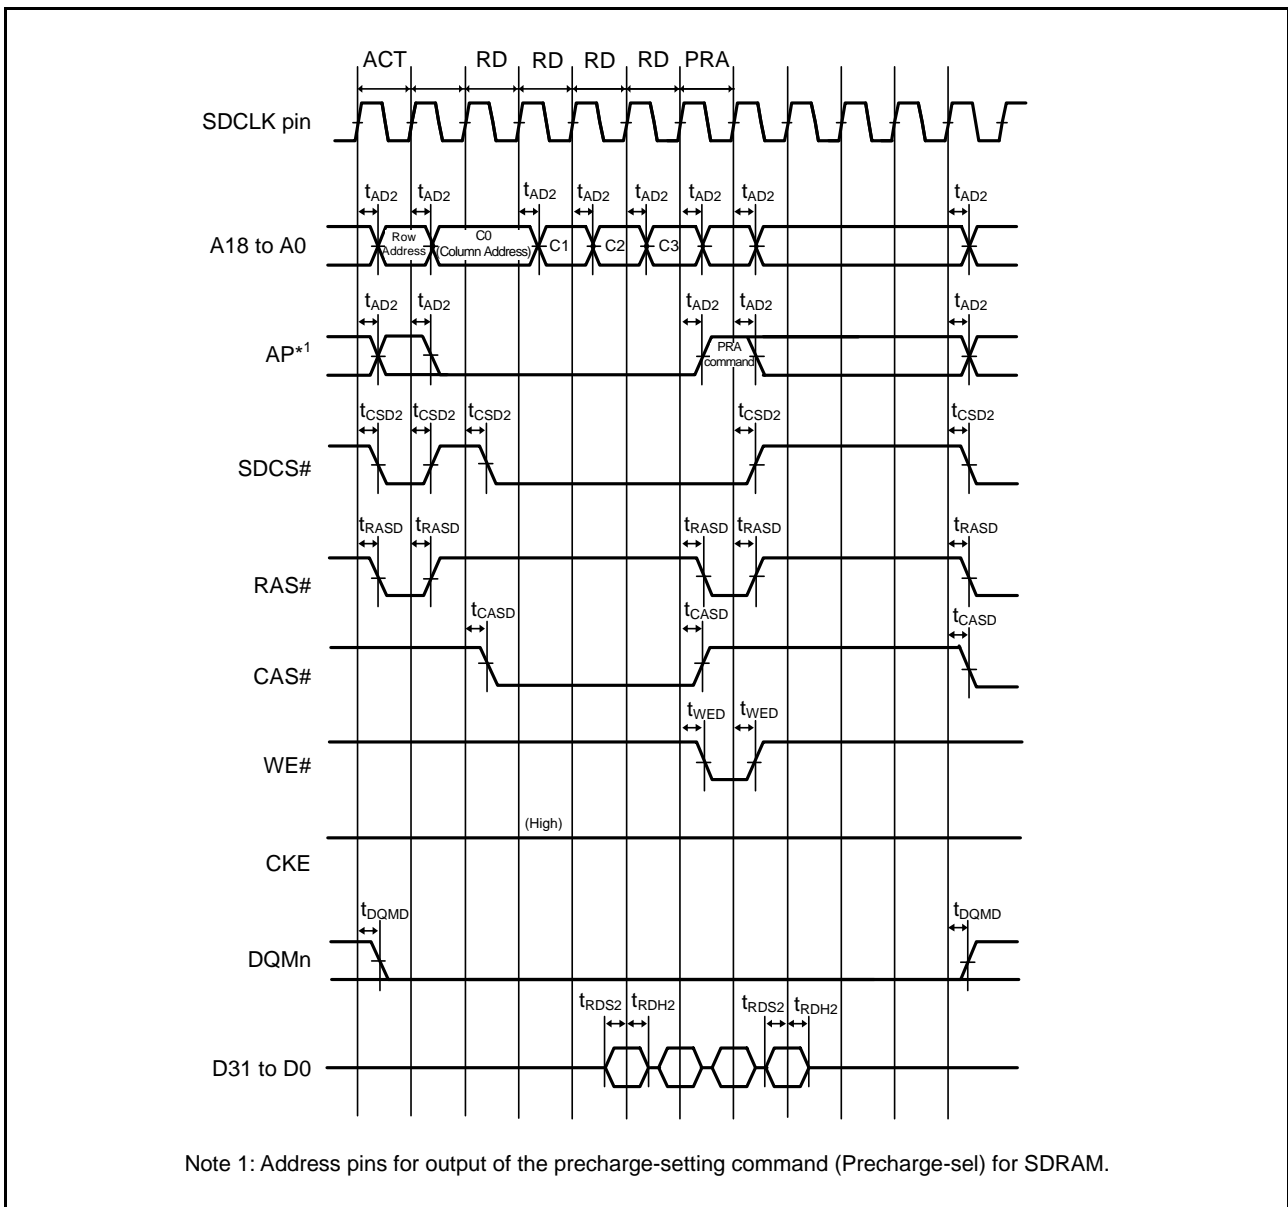 ACT RD RD RD RD PRA
SDCLK pin
tAD2 tAD2 tAD2 tAD2 tAD2 tAD2 tAD2 tAD2
A18 to A0
Row Address
C0 (Column Address)
C1 C2 C3
tAD2 tAD2 tAD2 tAD2 tAD2
AP*1
PRA command
tCSD2 tCSD2 tCSD2 tCSD2 tCSD2
SDCS#
tRASD tRASD tRASD tRASD tRASD
RAS#
tCASD tCASD tCASD
CAS#
tWED tWED
WE#
(High)
CKE
tDQMD tDQMD
DQMn
tRDS2 tRDH2 tRDS2 tRDH2
D31 to D0
Note 1: Address pins for output of the precharge-setting command (Precharge-sel) for SDRAM.